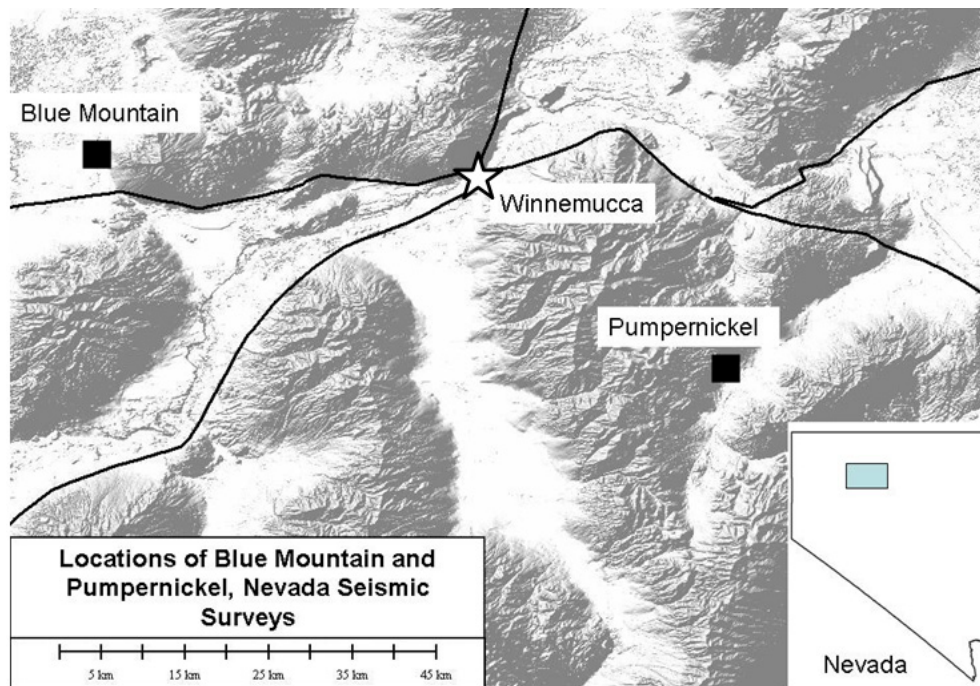 Blue Mountain
Winnemucca
Pumpernickel
Locations of Blue Mountain and
Pumpernickel, Nevada Seismic
Surveys
5 km 15 km 25 km 35 km 45 km
Nevada